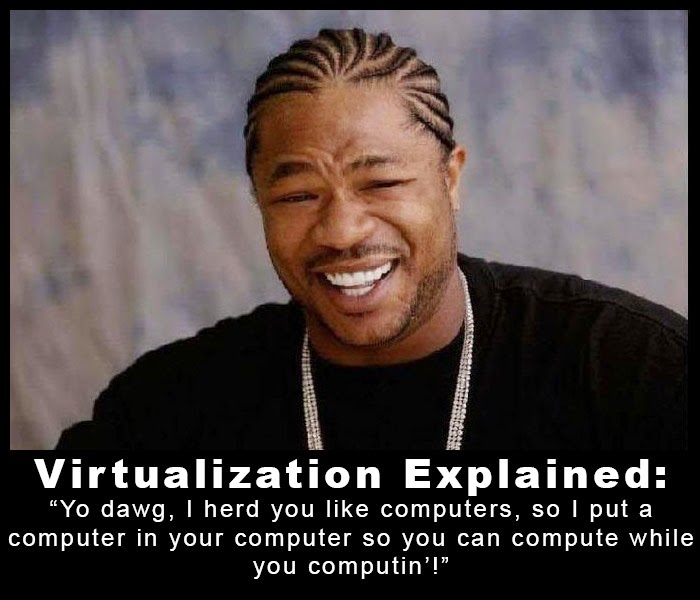 Virtualization Explained:
“Yo dawg, I herd you like computers, so I put a
computer in your computer so you can compute while
you computin’!”